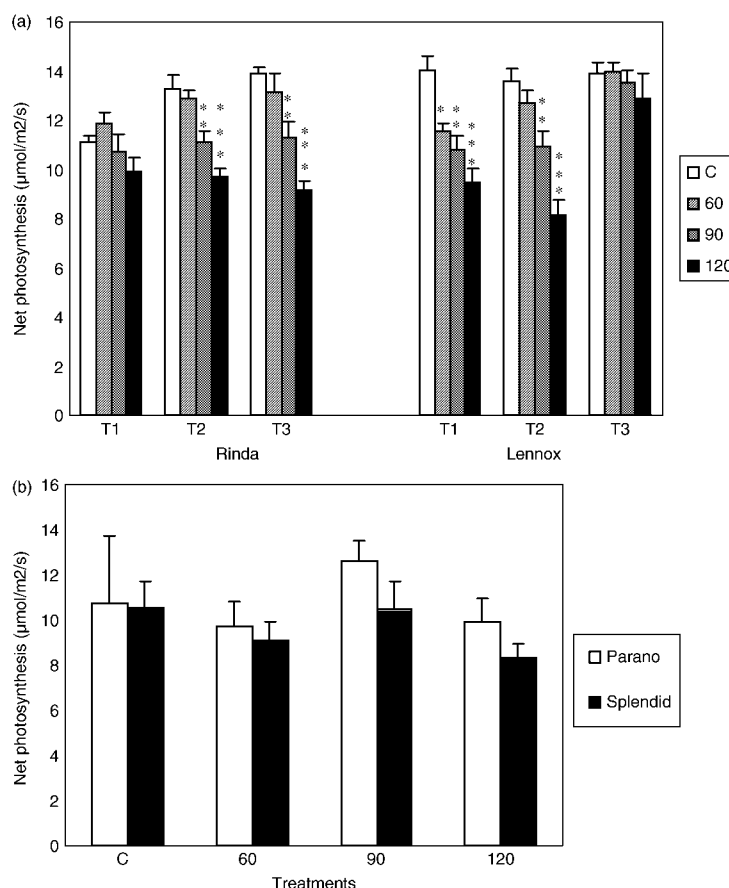 (a)
Net photosynthesis (μmol/m2/s)
16
14
12
10
8
6
4
2
0
* *
* * *
* *
* * *
*
* *
* * *
* *
* * *
T1
T2
T3
T1
T2
T3
Rinda
Lennox
C
60
90
120
(b)
Net photosynthesis (μmol/m2/s)
16
14
12
10
8
6
4
2
0
C
60
90
120
Treatments
Parano
Splendid